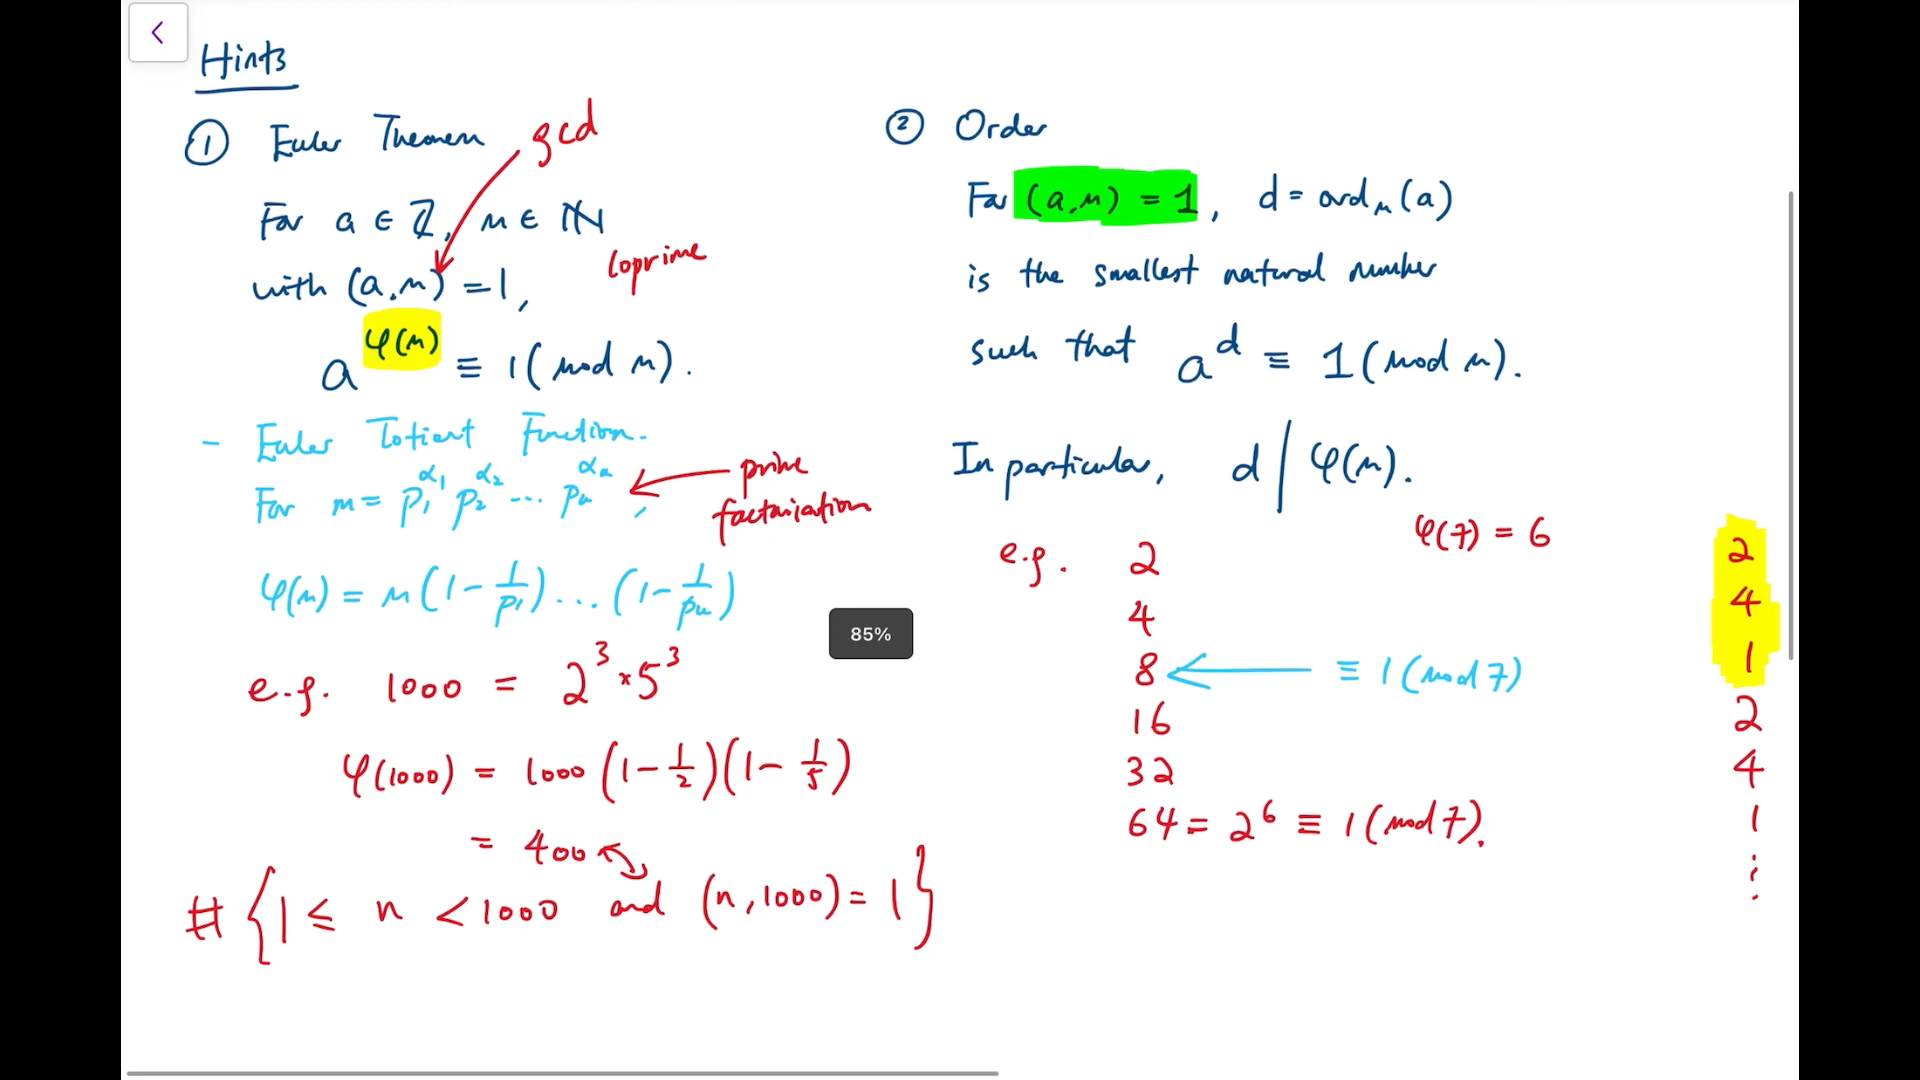 Hints
① Euler Theorem
gcd
For a ∈ ℤ, m ∈ ℕ
with (a,m) = 1,
coprime
a^φ(m) ≡ 1 (mod m).
- Euler Totient Function.
For m = p₁^α₁ p₂^α₂ ... pₖ^αₖ,
prime
factorization
φ(m) = m(1 - 1/p₁)...(1 - 1/pₖ)
e.g. 1000 = 2³ × 5³
φ(1000) = 1000 (1 - 1/2)(1 - 1/5)
= 400
# {1 ≤ n < 1000 and (n, 1000) = 1}
② Order
For (a,m) = 1, d = ordₘ(a)
is the smallest natural number
such that a^d ≡ 1 (mod m).
In particular, d | φ(m).
φ(7) = 6
e.g. 2
4
8 ← ≡ 1 (mod 7)
16
32
64 = 2⁶ ≡ 1 (mod 7).
2
4
1
2
4
1
⋮
85%